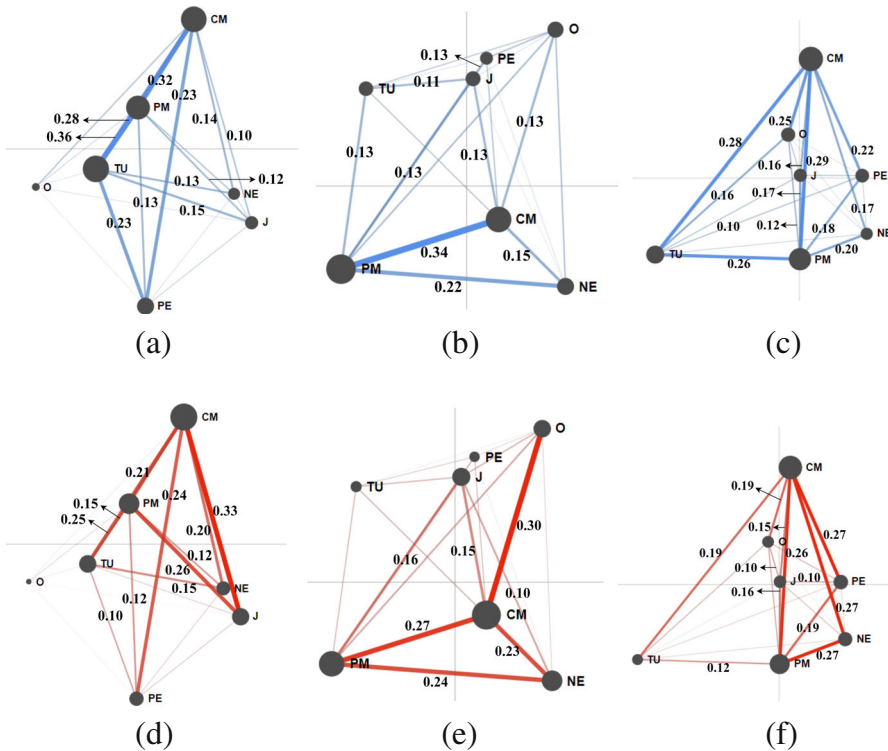 CM
0.32
0.23
PM
0.28
0.36
0.14
0.10
TU
0.12
O
0.13
NE
0.13
0.15
J
0.23
PE
(a)
O
0.13
PE
TU
0.11
J
0.13
0.13
0.13
0.13
CM
0.34
0.15
PM
0.22
NE
(b)
CM
0.25
O
0.28
0.16
0.29
0.22
J
PE
0.16
0.17
0.17
0.10
0.12
0.18
NE
TU
0.26
PM
0.20
(c)
CM
0.21
0.24
0.15
PM
0.33
0.25
0.20
0.12
TU
0.26
O
0.15
NE
0.10
0.12
J
PE
(d)
O
PE
TU
J
0.30
0.16
0.15
0.10
CM
0.27
0.23
PM
0.24
NE
(e)
CM
0.19
0.15
O
0.27
0.19
0.26
0.10
J
0.10
PE
0.16
0.27
0.19
NE
TU
0.12
PM
0.27
(f)